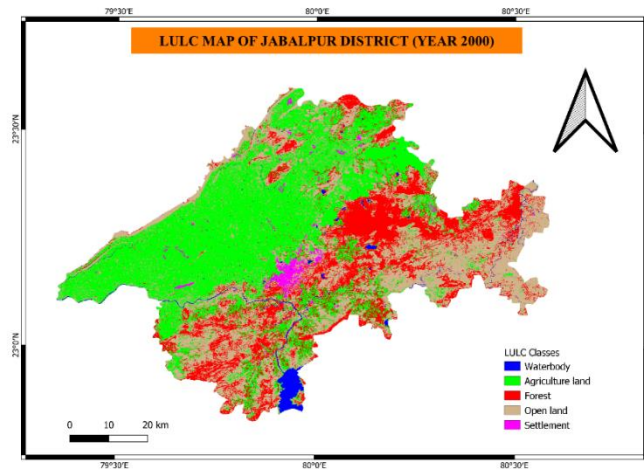 79°30'E 80°0'E 80°30'E
LULC MAP OF JABALPUR DISTRICT (YEAR 2000)
23°30'N
23°0'N
LULC Classes
Waterbody
Agriculture land
Forest
Open land
Settlement
0 10 20 km
79°30'E 80°0'E 80°30'E